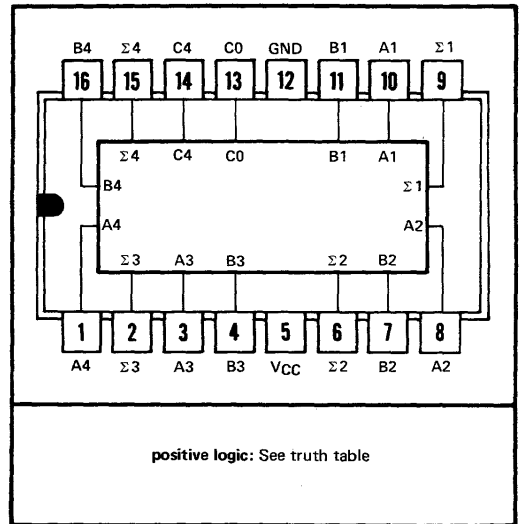 B4 Σ4 C4 C0 GND B1 A1 Σ1
16 15 14 13 12 11 10 9
Σ4 C4 C0 B1 A1
B4 Σ1
A4 A2
Σ3 A3 B3 Σ2 B2
1 2 3 4 5 6 7 8
A4 Σ3 A3 B3 VCC Σ2 B2 A2
positive logic: See truth table